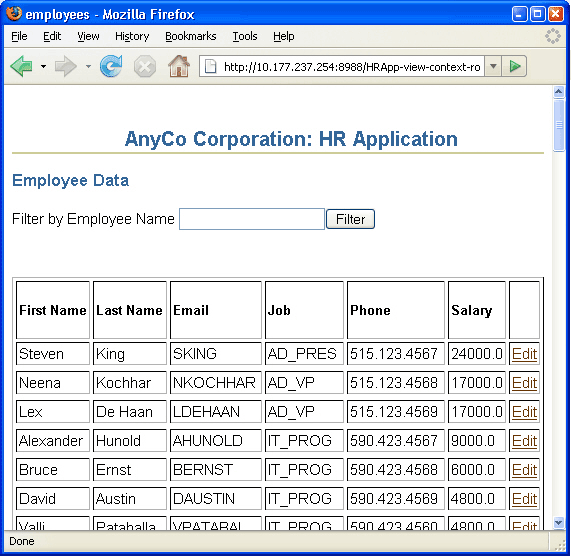 employees - Mozilla Firefox
File Edit View History Bookmarks Tools Help
http://10.177.237.254:8988/HRApp-view-context-ro
AnyCo Corporation: HR Application
Employee Data
Filter by Employee Name Filter
First Name Last Name Email Job Phone Salary
Steven King SKING AD_PRES 515.123.4567 24000.0 Edit
Neena Kochhar NKOCHHAR AD_VP 515.123.4568 17000.0 Edit
Lex De Haan LDEHAAN AD_VP 515.123.4569 17000.0 Edit
Alexander Hunold AHUNOLD IT_PROG 590.423.4567 9000.0 Edit
Bruce Ernst BERNST IT_PROG 590.423.4568 6000.0 Edit
David Austin DAUSTIN IT_PROG 590.423.4569 4800.0 Edit
Valli Pataballa VPATABAL IT_PROG 590.423.4560 4800.0 Edit
Done